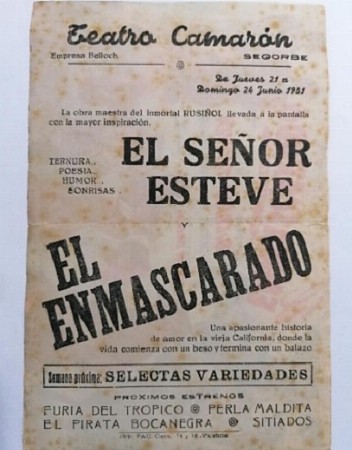 Teatro Camarón
Empresa Belloch SEGORBE
De Jueves 21 a
Domingo 24 Junio 1951
La obra maestra del inmortal RUSIÑOL llevada a la pantalla
con la mayor inspiración.
TERNURA..
POESIA..
HUMOR..
SONRISAS..
EL SEÑOR
ESTEVE
Y
EL
ENMASCARADO
Una apasionante historia
de amor en la vieja California, donde la
vida comienza con un beso y termina con un balazo
Semana próxima: SELECTAS VARIEDADES
PROXIMOS ESTRENOS
FURIA DEL TROPICO PERLA MALDITA
EL PIRATA BOCANEGRA SITIADOS